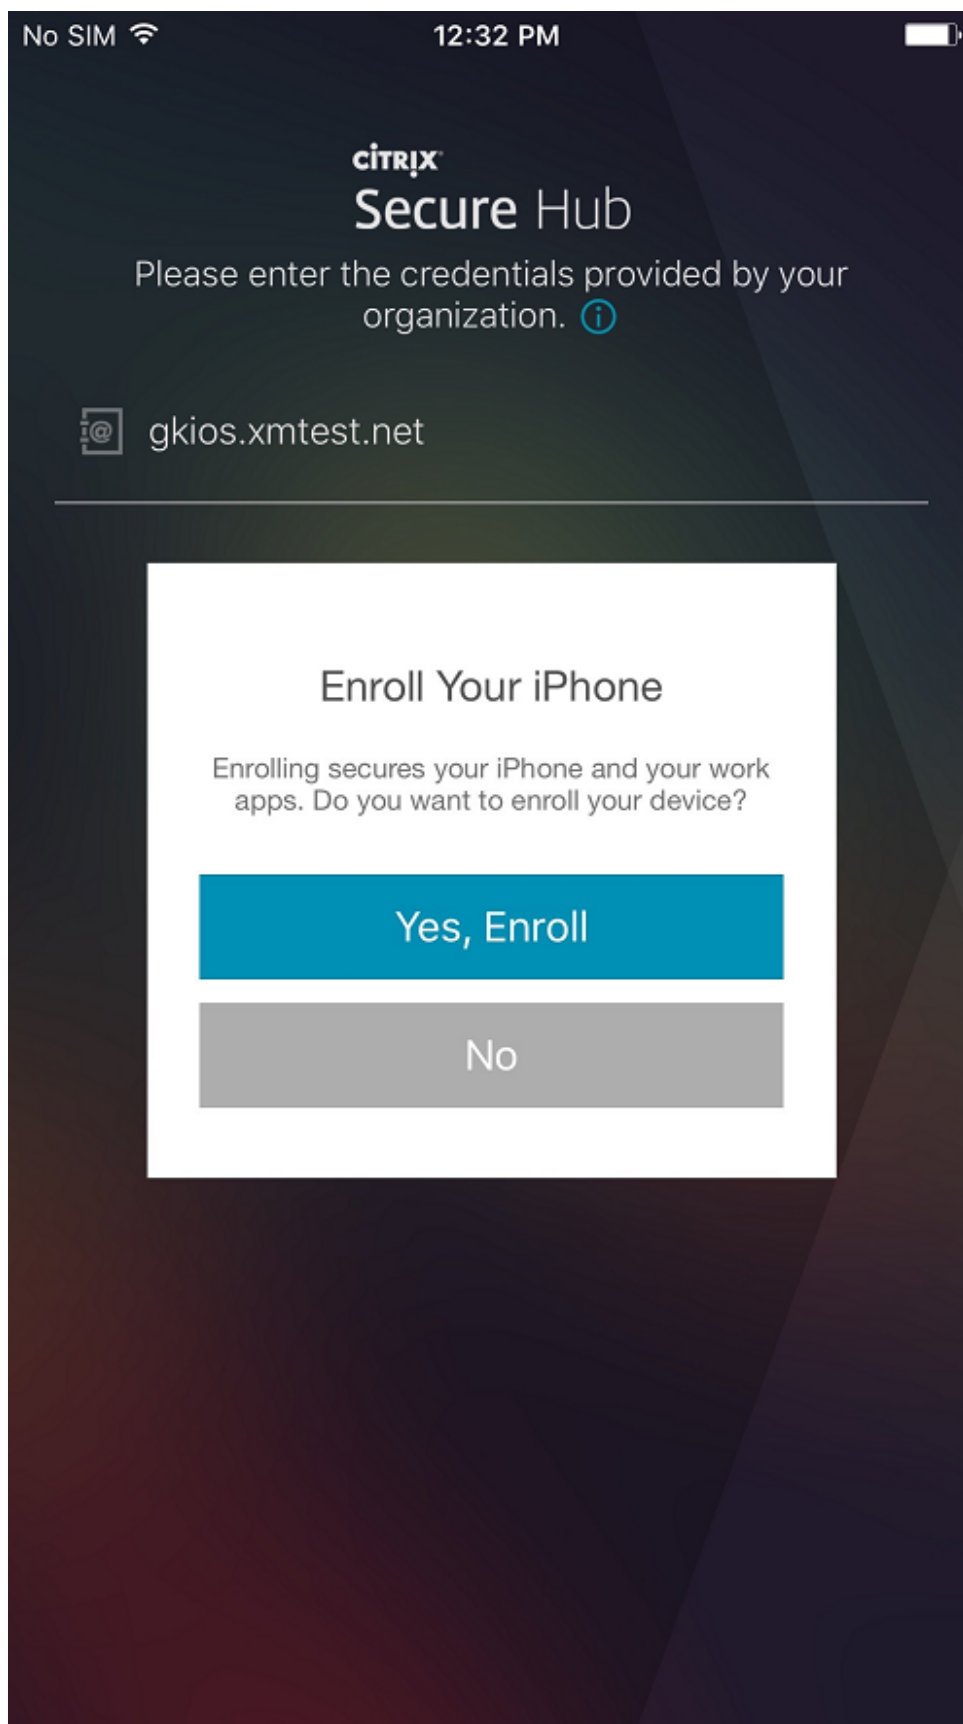 No SIM
12:32 PM
CİTRIX
Secure Hub
Please enter the credentials provided by your
organization.
gkios.xmtest.net
Enroll Your iPhone
Enrolling secures your iPhone and your work
apps. Do you want to enroll your device?
Yes, Enroll
No